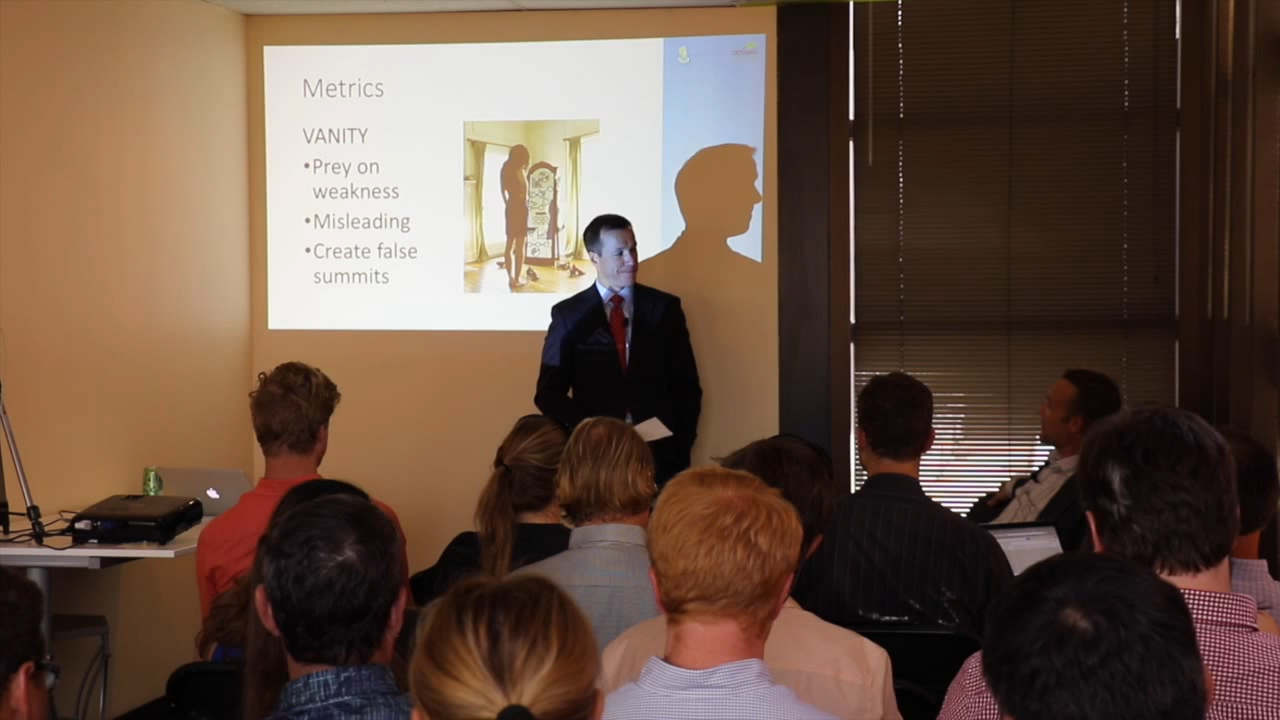 Metrics
VANITY
•Prey on
weakness
•Misleading
•Create false
summits